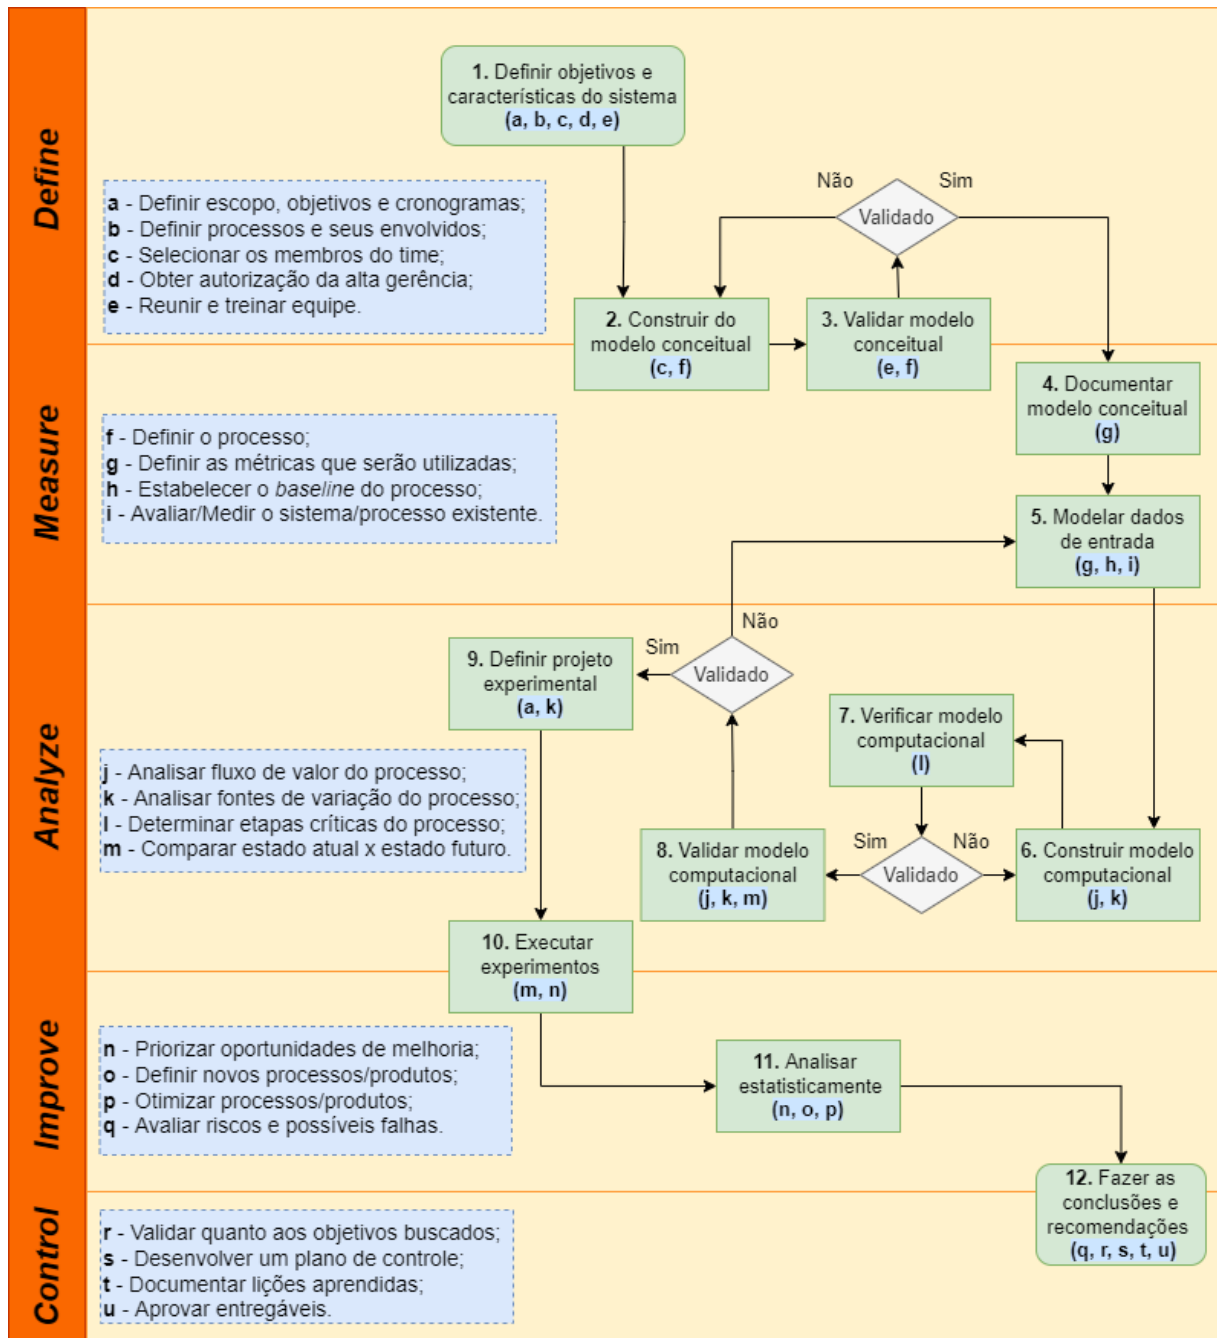 Define
1. Definir objetivos e
características do sistema
(a, b, c, d, e)
a - Definir escopo, objetivos e cronogramas;
b - Definir processos e seus envolvidos;
c - Selecionar os membros do time;
d - Obter autorização da alta gerência;
e - Reunir e treinar equipe.
Não
Sim
Validado
2. Construir do
modelo conceitual
(c, f)
3. Validar modelo
conceitual
(e, f)
Measure
4. Documentar
modelo conceitual
(g)
f - Definir o processo;
g - Definir as métricas que serão utilizadas;
h - Estabelecer o baseline do processo;
i - Avaliar/Medir o sistema/processo existente.
5. Modelar dados
de entrada
(g, h, i)
Analyze
Não
Sim
Validado
9. Definir projeto
experimental
(a, k)
7. Verificar modelo
computacional
(l)
j - Analisar fluxo de valor do processo;
k - Analisar fontes de variação do processo;
l - Determinar etapas críticas do processo;
m - Comparar estado atual x estado futuro.
8. Validar modelo
computacional
(j, k, m)
Sim
Não
Validado
6. Construir modelo
computacional
(j, k)
10. Executar
experimentos
(m, n)
Improve
n - Priorizar oportunidades de melhoria;
o - Definir novos processos/produtos;
p - Otimizar processos/produtos;
q - Avaliar riscos e possíveis falhas.
11. Analisar
estatisticamente
(n, o, p)
12. Fazer as
conclusões e
recomendações
(q, r, s, t, u)
Control
r - Validar quanto aos objetivos buscados;
s - Desenvolver um plano de controle;
t - Documentar lições aprendidas;
u - Aprovar entregáveis.